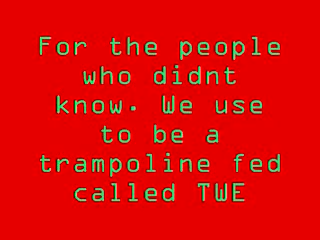 For the people
who didnt
know. We use
to be a
trampoline fed
called TWE